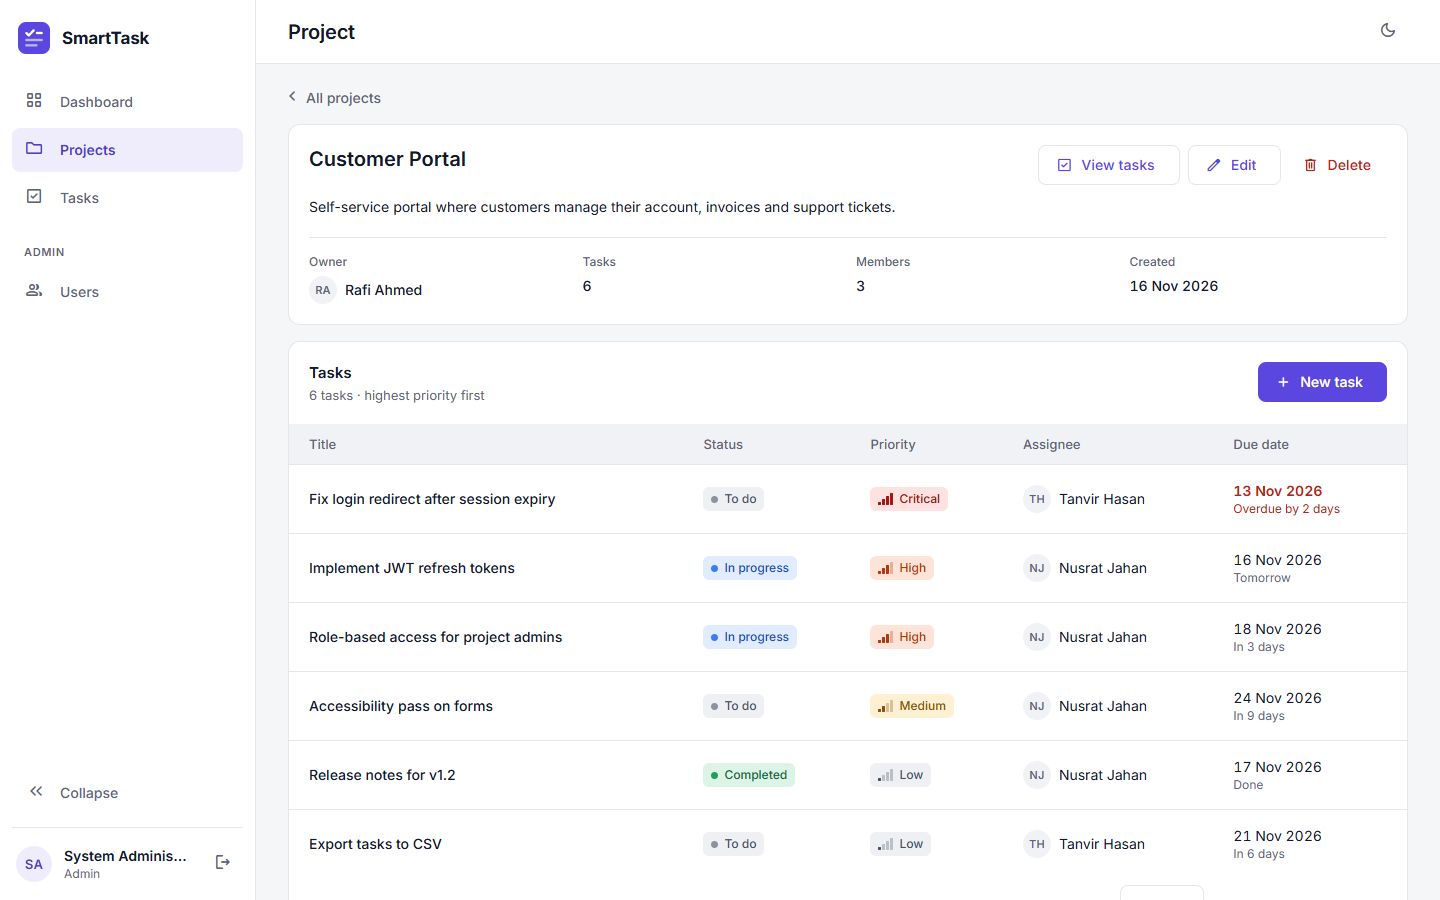 SmartTask
Project
Dashboard
Projects
Tasks
ADMIN
Users
Collapse
SA
System Adminis...
Admin
All projects
Customer Portal
View tasks
Edit
Delete
Self-service portal where customers manage their account, invoices and support tickets.
Owner Tasks Members Created
RA Rafi Ahmed 6 3 16 Nov 2026
Tasks
6 tasks · highest priority first
New task
Title Status Priority Assignee Due date
Fix login redirect after session expiry To do Critical TH Tanvir Hasan 13 Nov 2026
Overdue by 2 days
Implement JWT refresh tokens In progress High NJ Nusrat Jahan 16 Nov 2026
Tomorrow
Role-based access for project admins In progress High NJ Nusrat Jahan 18 Nov 2026
In 3 days
Accessibility pass on forms To do Medium NJ Nusrat Jahan 24 Nov 2026
In 9 days
Release notes for v1.2 Completed Low NJ Nusrat Jahan 17 Nov 2026
Done
Export tasks to CSV To do Low TH Tanvir Hasan 21 Nov 2026
In 6 days